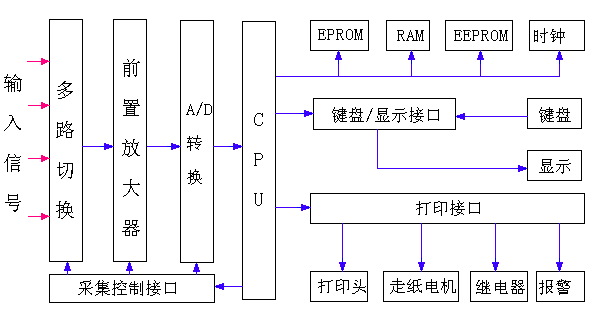 输入信号
多路切换
前置放大器
A/D转换
CPU
EPROM
RAM
EEPROM
时钟
键盘/显示接口
键盘
显示
打印接口
打印头
走纸电机
继电器
报警
采集控制接口